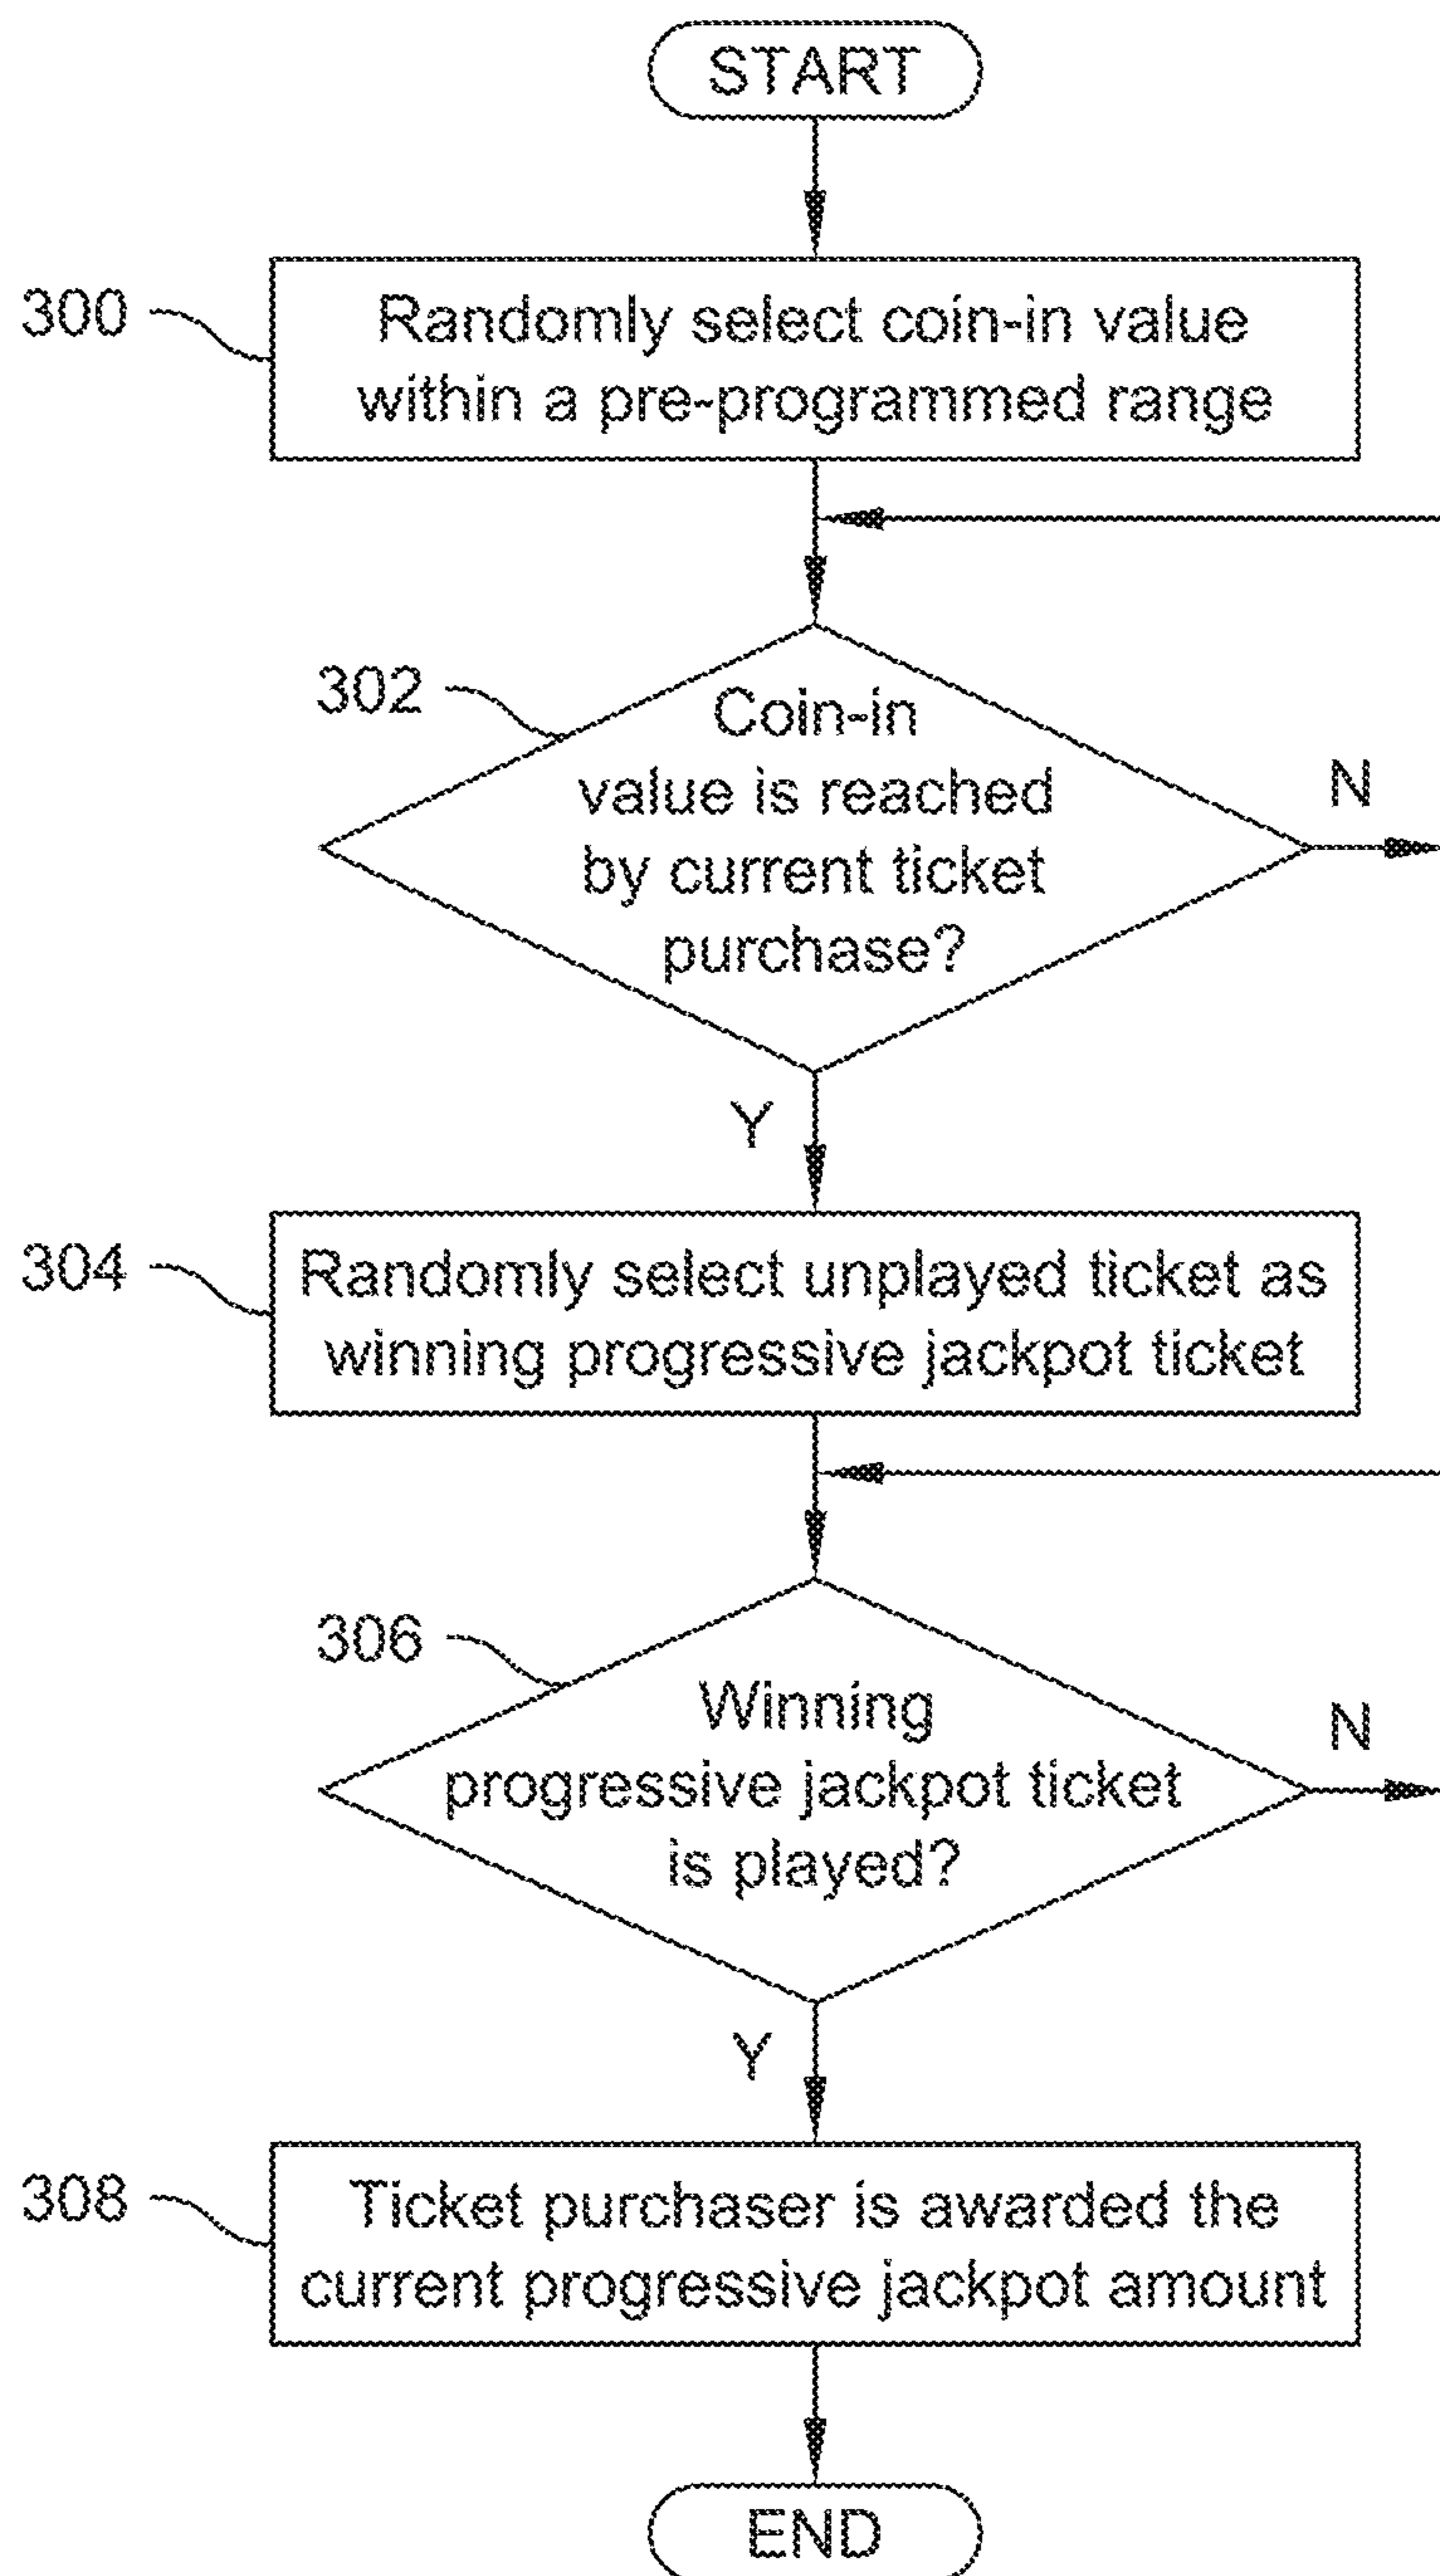 START
300
Randomly select coin-in value
within a pre-programmed range
302
Coin-in
value is reached
by current ticket
purchase?
N
Y
304
Randomly select unplayed ticket as
winning progressive jackpot ticket
306
Winning
progressive jackpot ticket
is played?
N
Y
308
Ticket purchaser is awarded the
current progressive jackpot amount
END